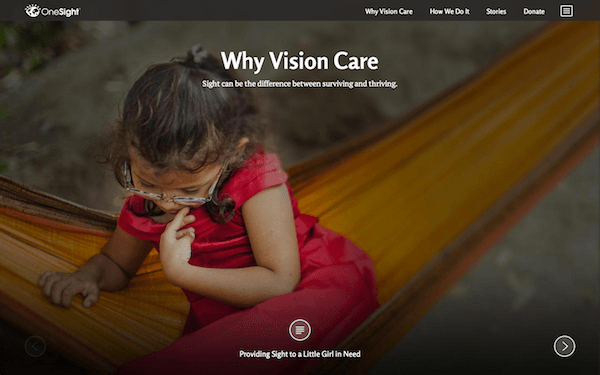 OneSight
Why Vision Care
How We Do It
Stories
Donate
Why Vision Care
Sight can be the difference between surviving and thriving.
Providing Sight to a Little Girl in Need